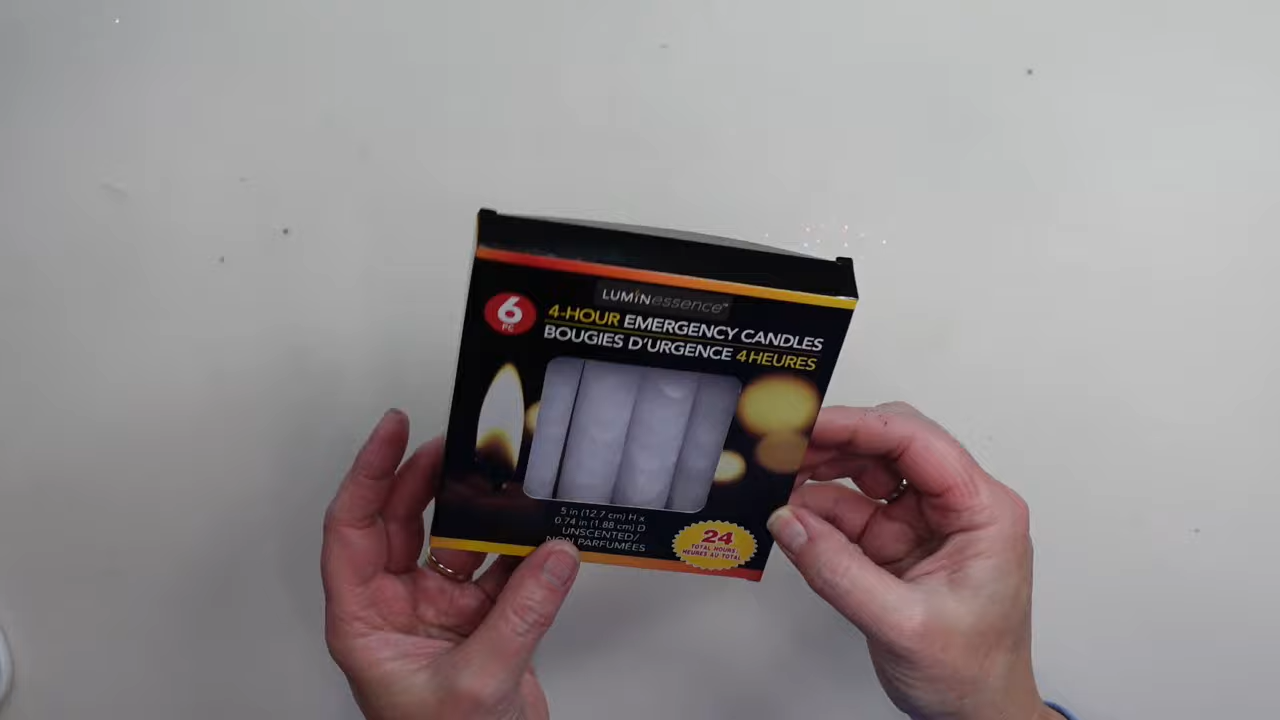 LUMINessence™
6
PC
4-HOUR EMERGENCY CANDLES
BOUGIES D'URGENCE 4 HEURES
5 in (12.7 cm) H x
0.74 in (1.88 cm) D
UNSCENTED/
NON PARFUMÉES
24
TOTAL HOURS/
HEURES AU TOTAL